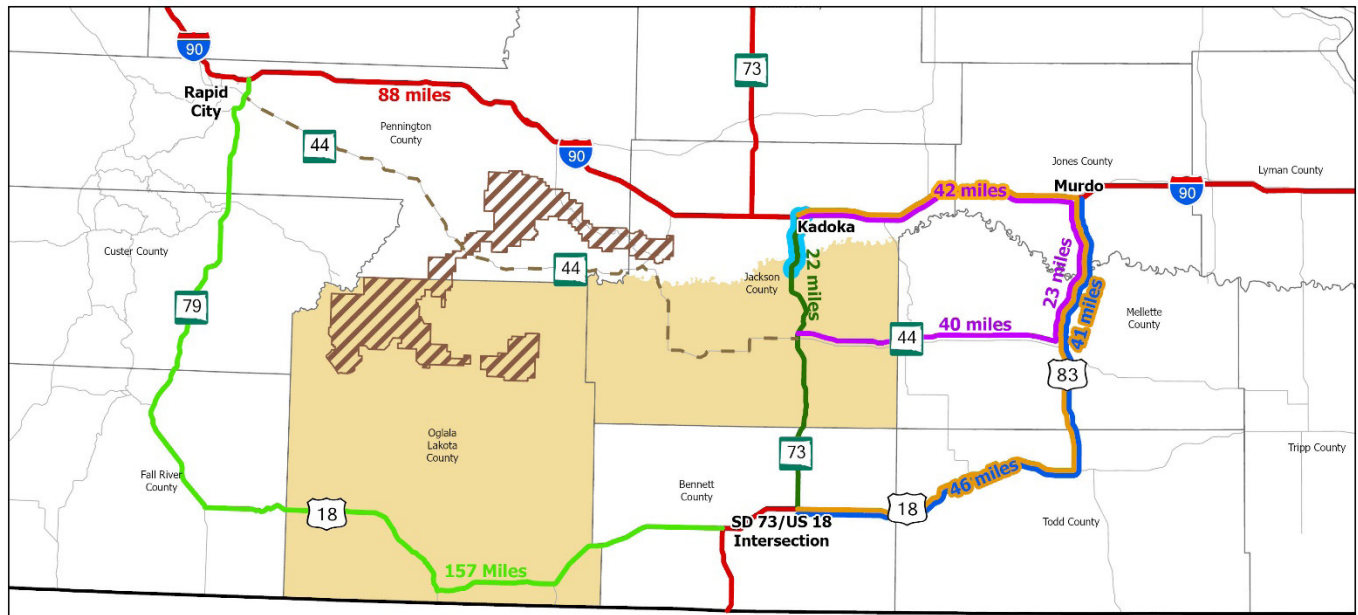 90
73
Rapid
City
88 miles
Pennington
County
44
90
Jones County
Murdo
Lyman County
90
42 miles
Kadoka
Custer County
44
Jackson
County
22 miles
23 miles
41 miles
Mellette
County
79
40 miles
44
83
Oglala
Lakota
County
73
Tripp County
Fall River
County
Bennett
County
46 miles
18
SD 73/US 18
Intersection
18
Todd County
157 Miles